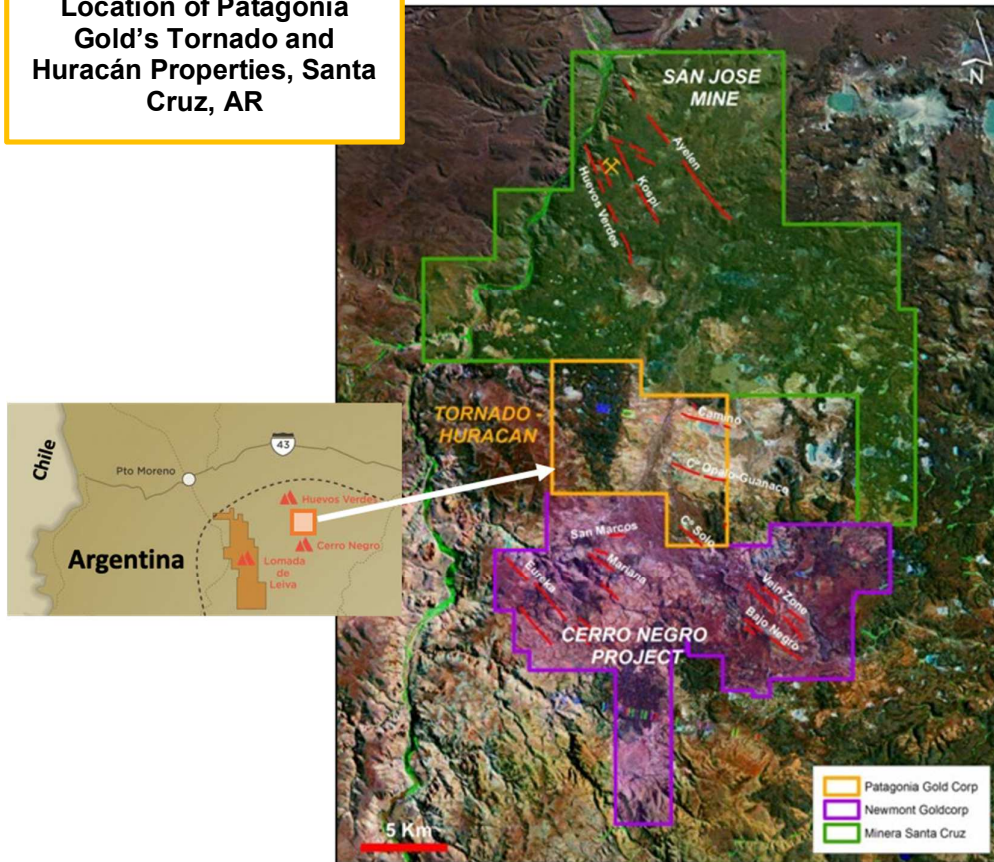 Location of Patagonia
Gold's Tornado and
Huracán Properties, Santa
Cruz, AR
N
SAN JOSE
MINE
Ayelen
Kospi
Huevos Verdes
TORNADO -
HURACAN
Camino
Cº Opalo-Guanaco
Cº Solo
San Marcos
Mariana
Eureka
Vein Zone
Bajo Negro
CERRO NEGRO
PROJECT
5 Km
Patagonia Gold Corp
Newmont Goldcorp
Minera Santa Cruz
Chile
43
Pto Moreno
Huevos Verdes
Argentina
Cerro Negro
Lomada
de
Leiva